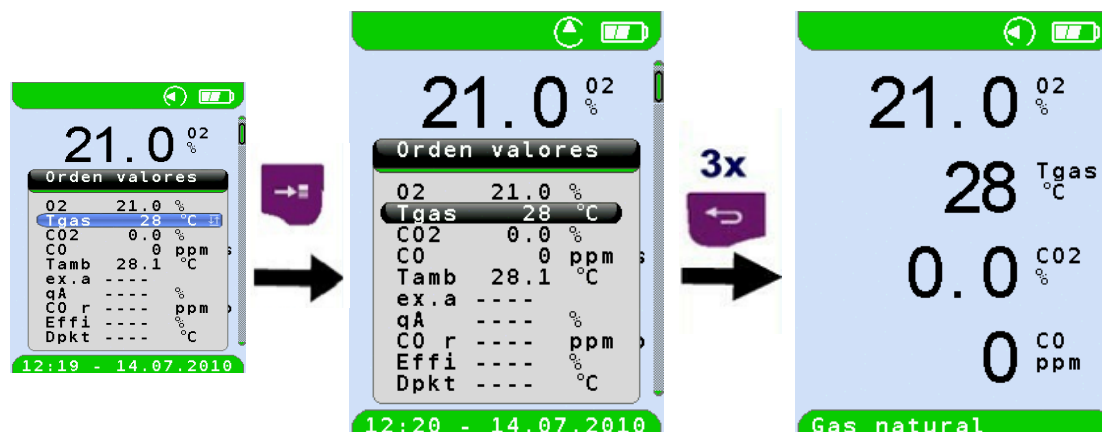 21.0 O2 %
Orden valores
O2 21.0 %
Tgas 28 °C
CO2 0.0 %
CO 0 ppm
Tamb 28.1 °C
ex.a ----
qA ---- %
CO r ---- ppm
Effi ---- %
Dpkt ---- °C
12:19 - 14.07.2010
21.0 O2 %
Orden valores
O2 21.0 %
Tgas 28 °C
CO2 0.0 %
CO 0 ppm
Tamb 28.1 °C
ex.a ----
qA ---- %
CO r ---- ppm
Effi ---- %
Dpkt ---- °C
12:20 - 14.07.2010
3x
21.0 O2 %
28 Tgas °C
0.0 CO2 %
0 CO ppm
Gas natural